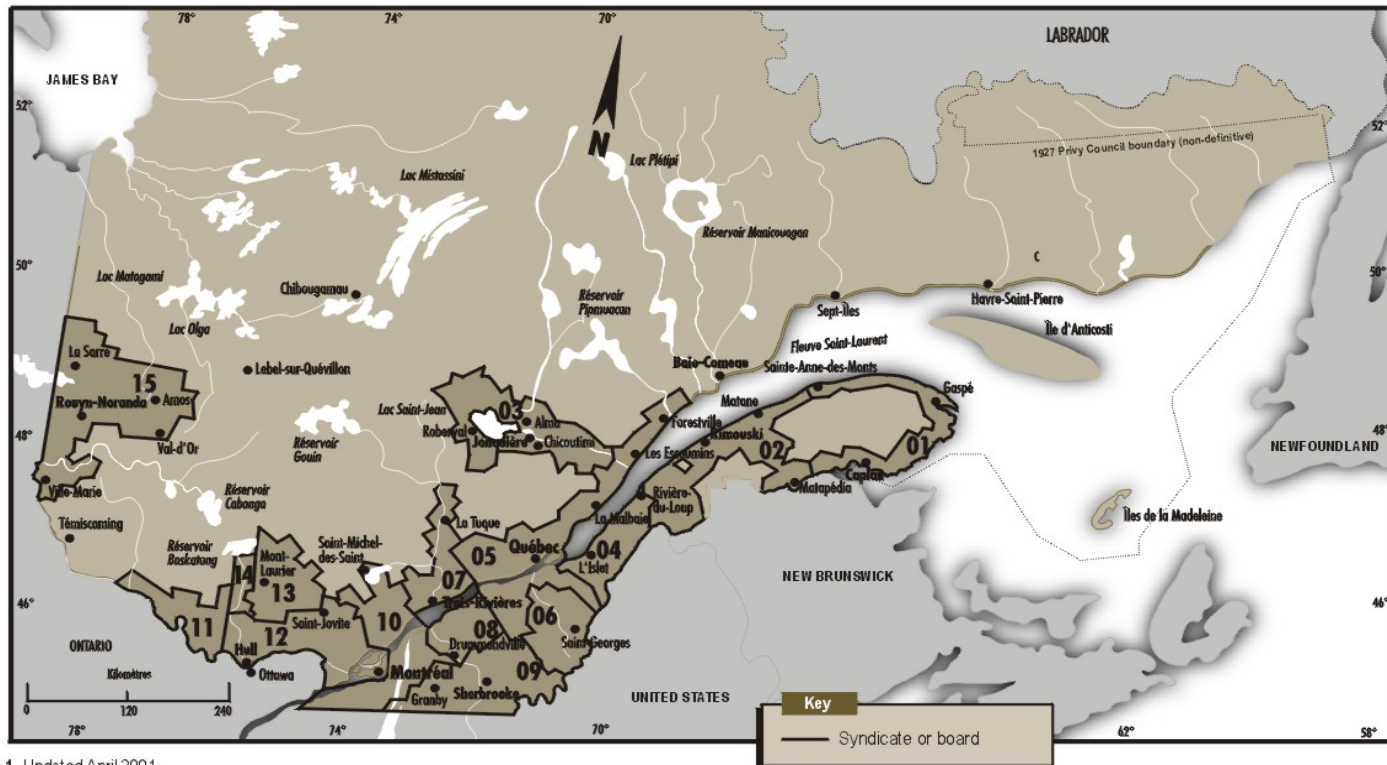 78°
74°
70°
LABRADOR
JAMES BAY
52°
52°
N
1927 Privy Council boundary (non-definitive)
Lac Plétipi
Lac Mistassini
Réservoir Manicouagan
50°
Lac Matagami
C
50°
Chibougamau
Réservoir
Pipmuacan
Havre-Saint-Pierre
Sept-Îles
Lac Olga
Île d'Anticosti
Fleuve Saint-Laurent
La Sarre
Lebel-sur-Quévillon
Baie-Comeau
Sainte-Anne-des-Monts
15
Amos
Lac Saint-Jean
03
Gaspé
Rouyn-Noranda
Matane
Alma
Forestville
48°
Val-d'Or
Roberval
Jonquière
Chicoutimi
Rimouski
01
48°
Réservoir
Gouin
Les Escoumins
02
NEWFOUNDLAND
Caplan
Ville-Marie
Matapédia
Réservoir
Cabonga
Rivière-
du-Loup
La Tuque
La Malbaie
Îles de la Madeleine
Témiscaming
Réservoir
Baskatong
Saint-Michel
des-Saint
05
Québec
04
L'Islet
Mont-
Laurier
14
13
07
NEW BRUNSWICK
46°
Trois-Rivières
46°
11
12
Saint-Jovite
10
08
06
Saint-Georges
ONTARIO
Hull
Drummondville
Kilomètres
Ottawa
Montréal
09
Granby
Sherbrooke
UNITED STATES
0
120
240
Key
78°
74°
70°
Syndicate or board
62°
58°
1 Updated April 2001